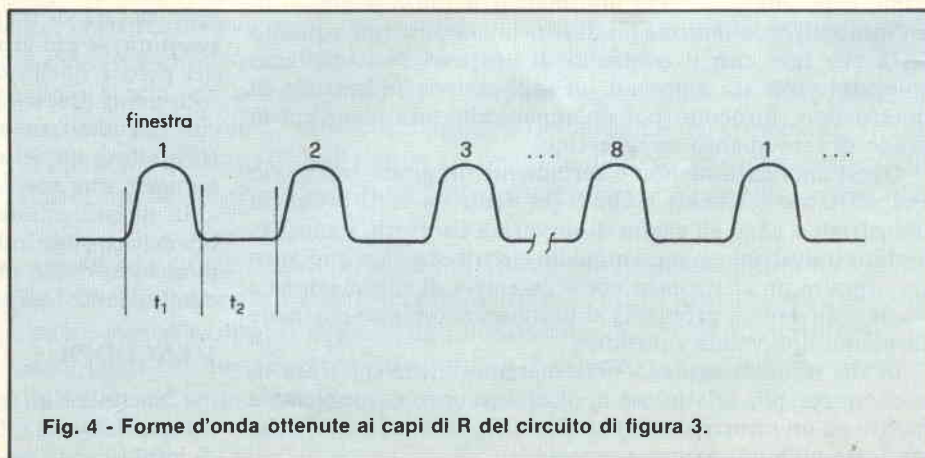 finestra
1 2 3 ... 8 1 ...
t₁ t₂
Fig. 4 - Forme d'onda ottenute ai capi di R del circuito di figura 3.